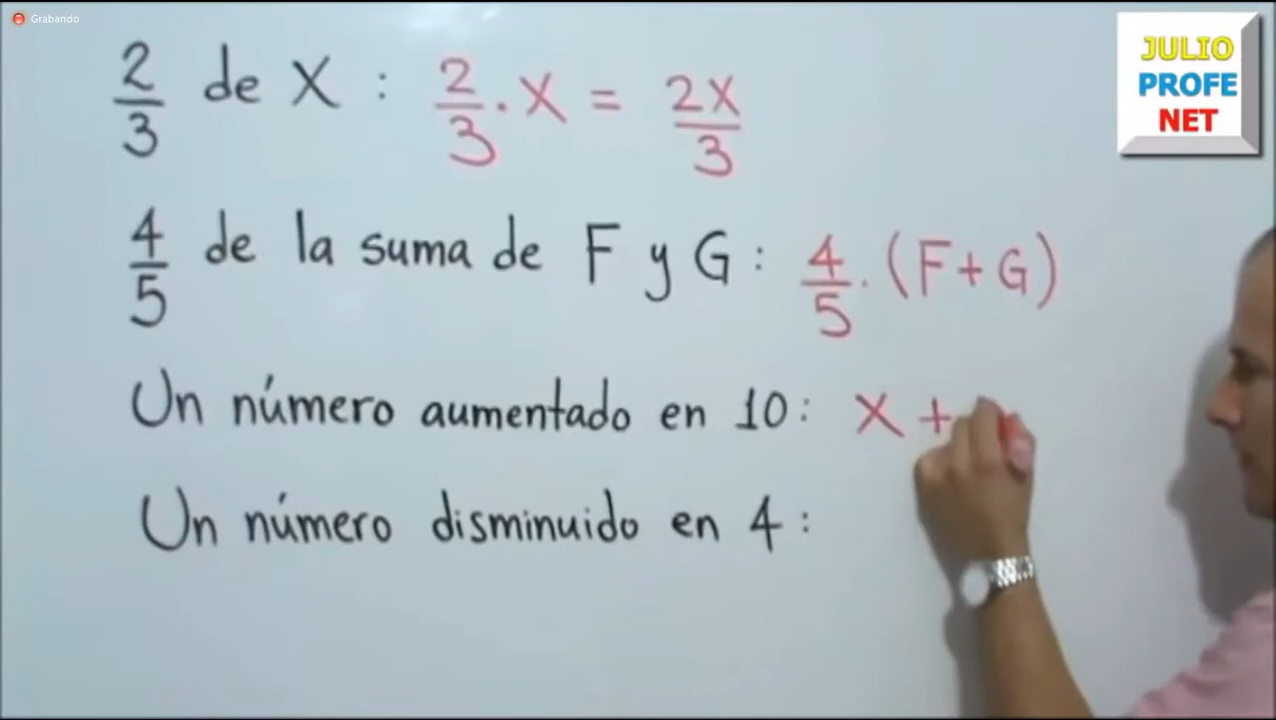 Grabando
JULIO
PROFE
NET
2/3 de X : 2/3 · X = 2X/3
4/5 de la suma de F y G : 4/5 · (F + G)
Un número aumentado en 10 : X +
Un número disminuido en 4 :